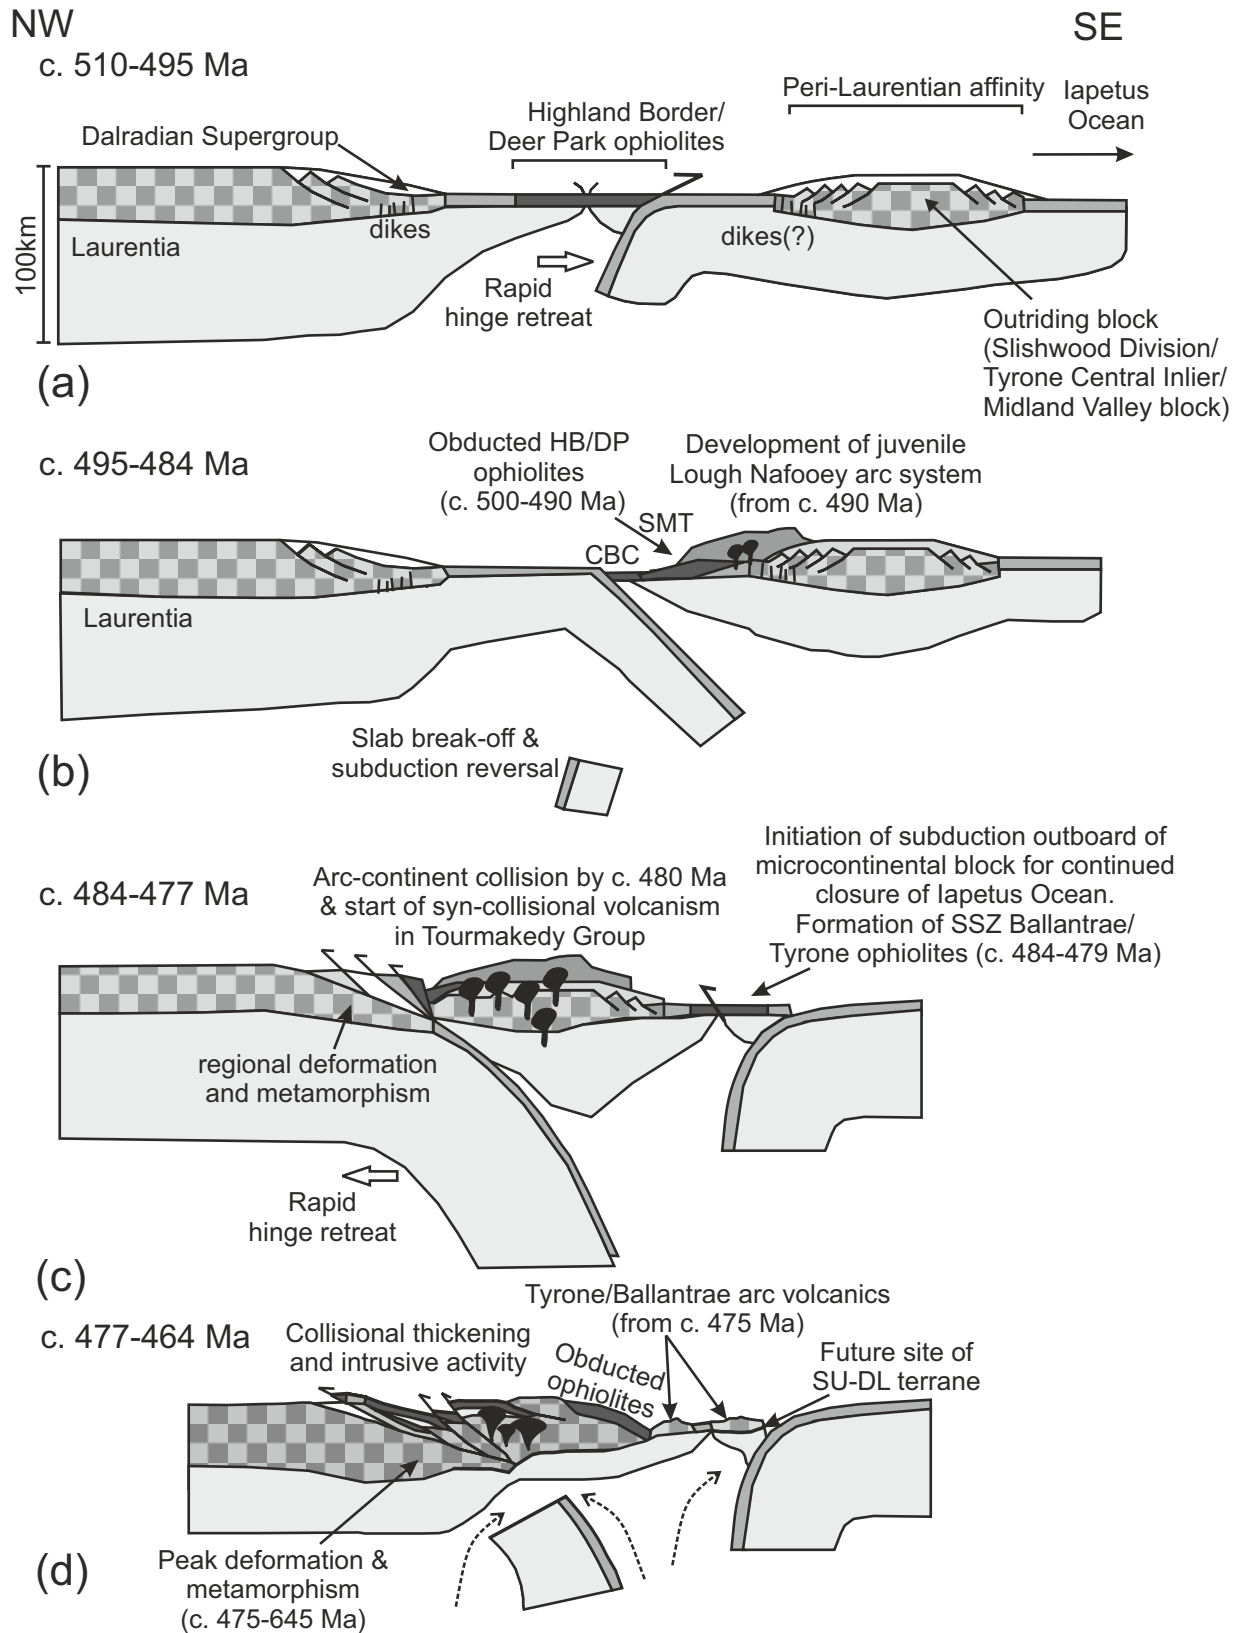 NW
SE
c. 510-495 Ma
Peri-Laurentian affinity
Iapetus
Ocean
Highland Border/
Deer Park ophiolites
Dalradian Supergroup
100km
Laurentia
dikes
dikes(?)
Rapid
hinge retreat
Outriding block
(Slishwood Division/
Tyrone Central Inlier/
Midland Valley block)
(a)
c. 495-484 Ma
Obducted HB/DP
ophiolites
(c. 500-490 Ma)
Development of juvenile
Lough Nafooey arc system
(from c. 490 Ma)
SMT
CBC
Laurentia
Slab break-off &
subduction reversal
(b)
c. 484-477 Ma
Arc-continent collision by c. 480 Ma
& start of syn-collisional volcanism
in Tourmakedy Group
Initiation of subduction outboard of
microcontinental block for continued
closure of Iapetus Ocean.
Formation of SSZ Ballantrae/
Tyrone ophiolites (c. 484-479 Ma)
regional deformation
and metamorphism
Rapid
hinge retreat
(c)
c. 477-464 Ma
Collisional thickening
and intrusive activity
Tyrone/Ballantrae arc volcanics
(from c. 475 Ma)
Obducted
ophiolites
Future site of
SU-DL terrane
Peak deformation &
metamorphism
(c. 475-645 Ma)
(d)